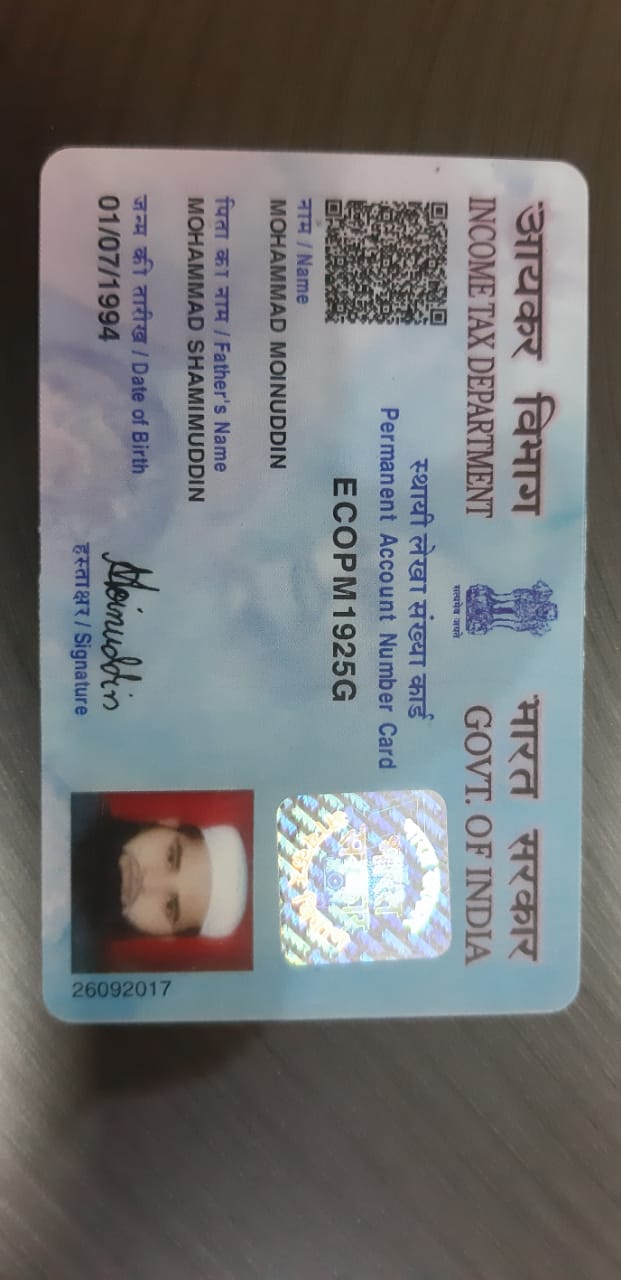 आयकर विभाग
INCOME TAX DEPARTMENT
सत्यमेव जयते
भारत सरकार
GOVT. OF INDIA
स्थायी लेखा संख्या कार्ड
Permanent Account Number Card
ECOPM1925G
नाम / Name
MOHAMMAD MOINUDDIN
पिता का नाम / Father's Name
MOHAMMAD SHAMIMUDDIN
जन्म की तारीख / Date of Birth
01/07/1994
Moinuddin
हस्ताक्षर / Signature
26092017